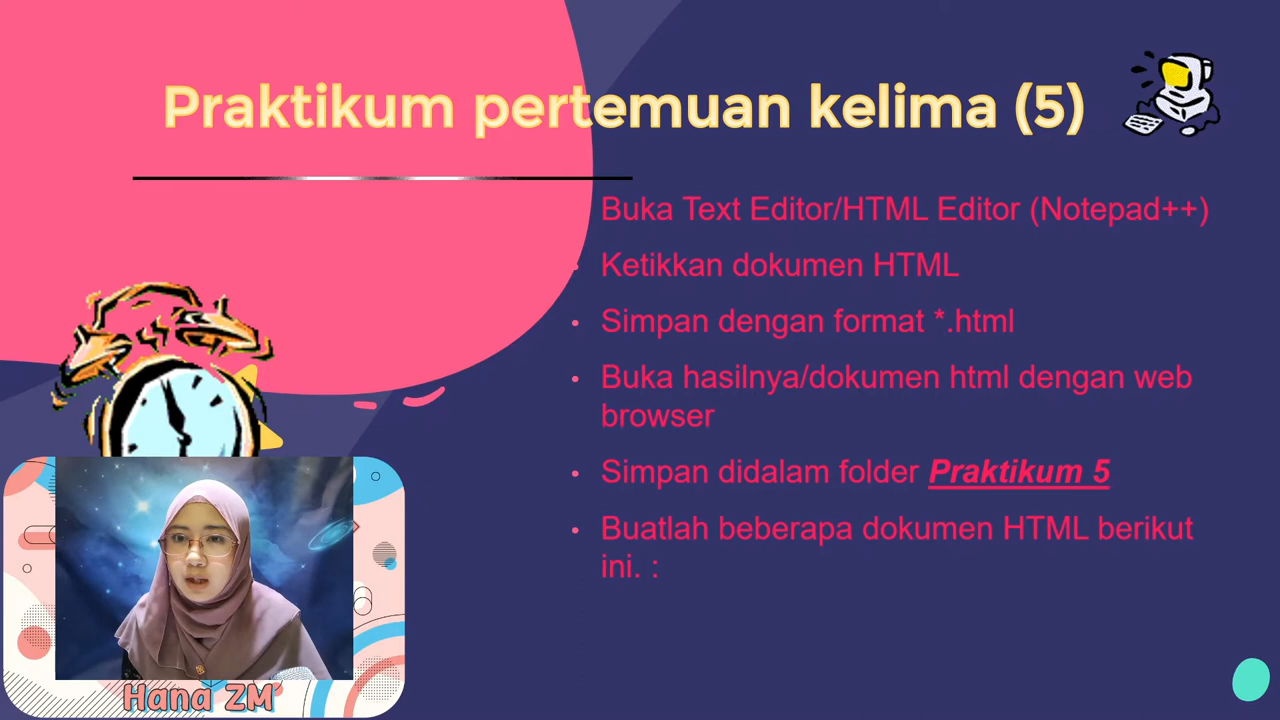 Praktikum pertemuan kelima (5)
Buka Text Editor/HTML Editor (Notepad++)
• Ketikkan dokumen HTML
• Simpan dengan format *.html
• Buka hasilnya/dokumen html dengan web
browser
• Simpan didalam folder Praktikum 5
• Buatlah beberapa dokumen HTML berikut
ini. :
Hana ZM